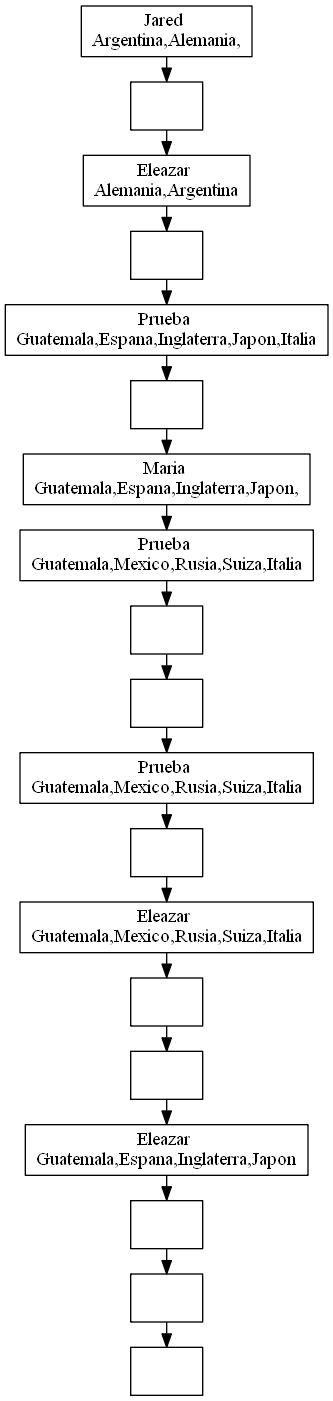 Jared
Argentina,Alemania,
Eleazar
Alemania,Argentina
Prueba
Guatemala,Espana,Inglaterra,Japon,Italia
Maria
Guatemala,Espana,Inglaterra,Japon,
Prueba
Guatemala,Mexico,Rusia,Suiza,Italia
Prueba
Guatemala,Mexico,Rusia,Suiza,Italia
Eleazar
Guatemala,Mexico,Rusia,Suiza,Italia
Eleazar
Guatemala,Espana,Inglaterra,Japon